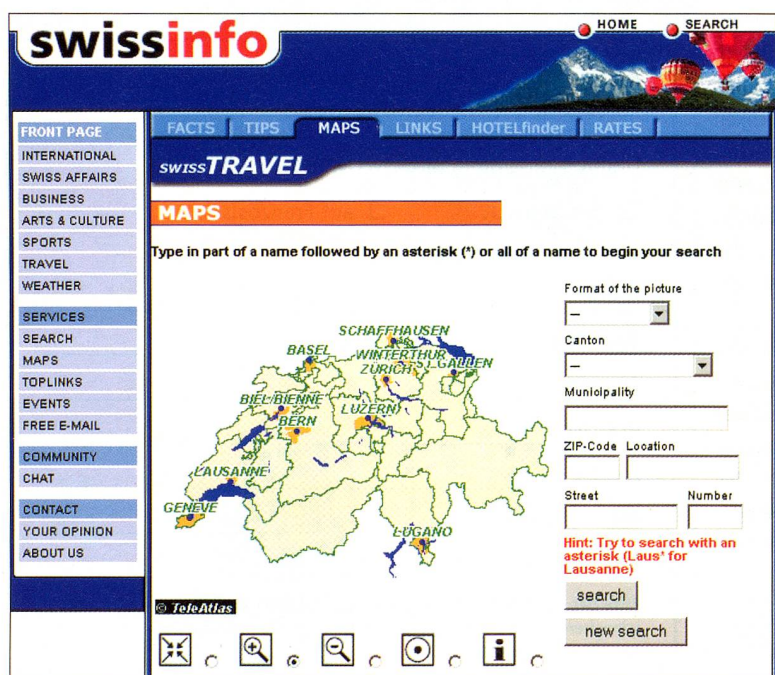 swissinfo
HOME
SEARCH
FRONT PAGE
INTERNATIONAL
SWISS AFFAIRS
BUSINESS
ARTS & CULTURE
SPORTS
TRAVEL
WEATHER
SERVICES
SEARCH
MAPS
TOPLINKS
EVENTS
FREE E-MAIL
COMMUNITY
CHAT
CONTACT
YOUR OPINION
ABOUT US
FACTS TIPS MAPS LINKS HOTELfinder RATES
swissTRAVEL
MAPS
Type in part of a name followed by an asterisk (*) or all of a name to begin your search
SCHAFFHAUSEN
BASEL
WINTERTHUR
ZÜRICH
ST.GALLEN
BIEL/BIENNE
LUZERN
BERN
LAUSANNE
GENEVE
LUGANO
© TeleAtlas
Format of the picture
—
Canton
—
Municipality
ZIP-Code Location
Street Number
Hint: Try to search with an
asterisk (Laus* for
Lausanne)
search
new search
i